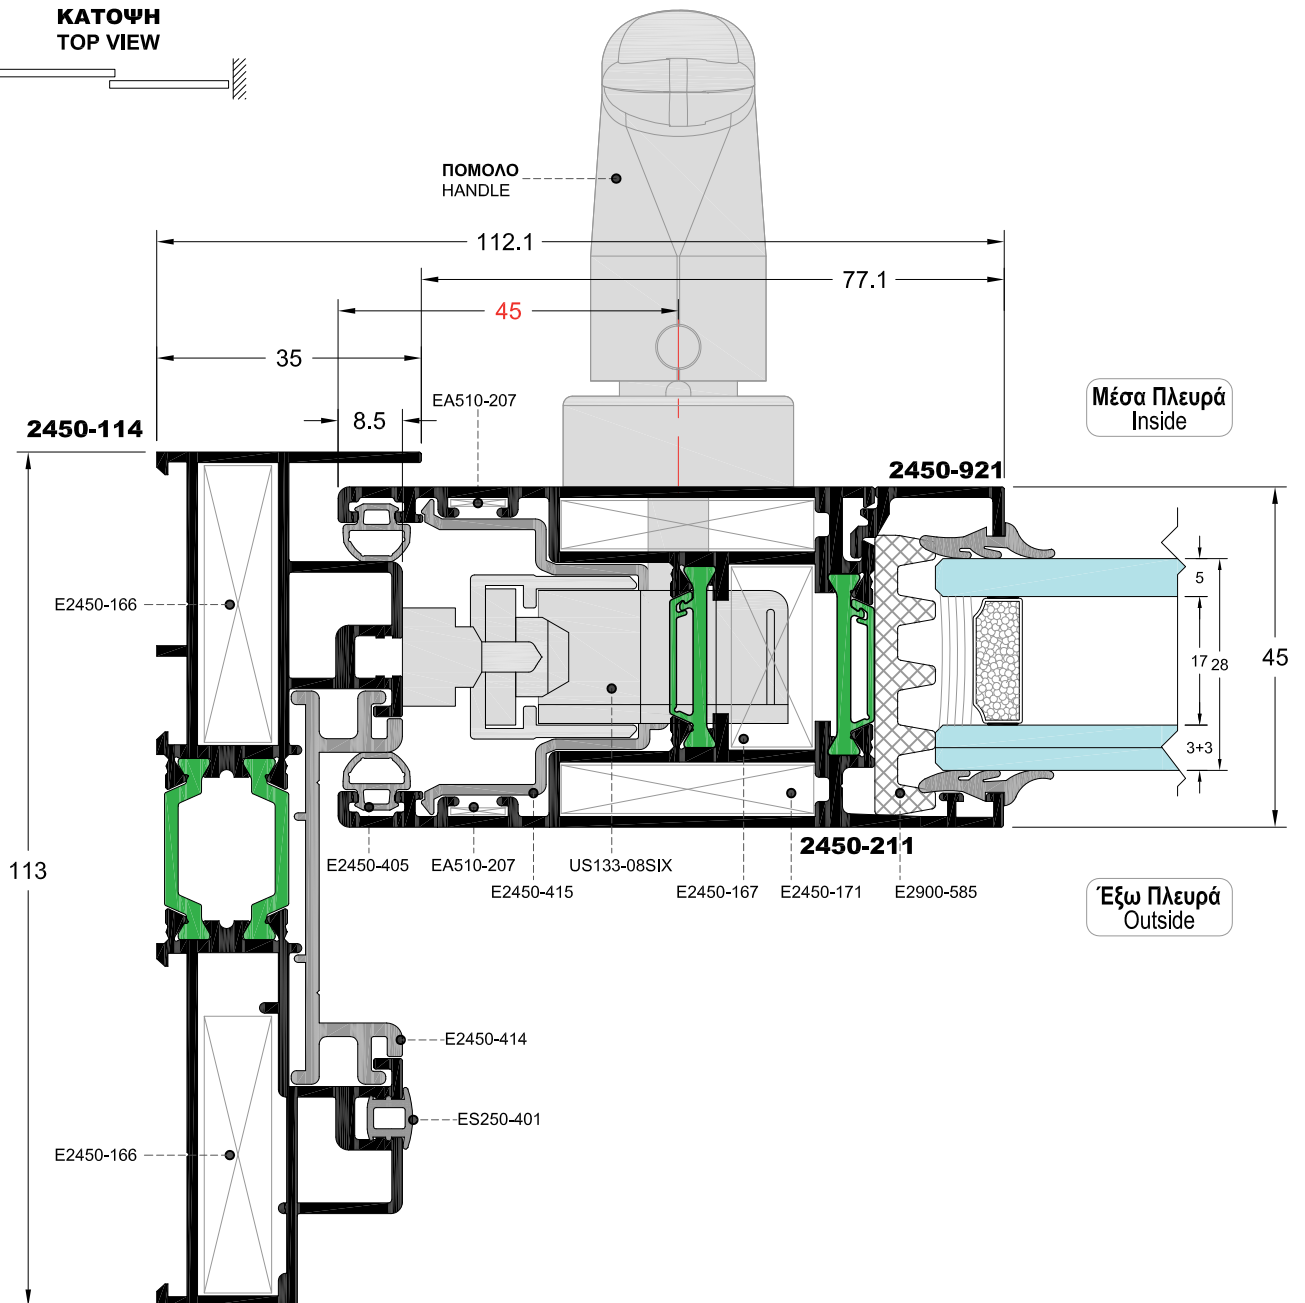 ΚΑΤΟΨΗ
TOP VIEW
ΠΟΜΟΛΟ
HANDLE
112.1
77.1
45
35
8.5
EA510-207
2450-114
Μέσα Πλευρά
Inside
2450-921
E2450-166
5
17
28
45
3+3
113
2450-211
E2450-405
EA510-207
US133-08SIX
E2450-415
E2450-167
E2450-171
E2900-585
Έξω Πλευρά
Outside
E2450-414
ES250-401
E2450-166